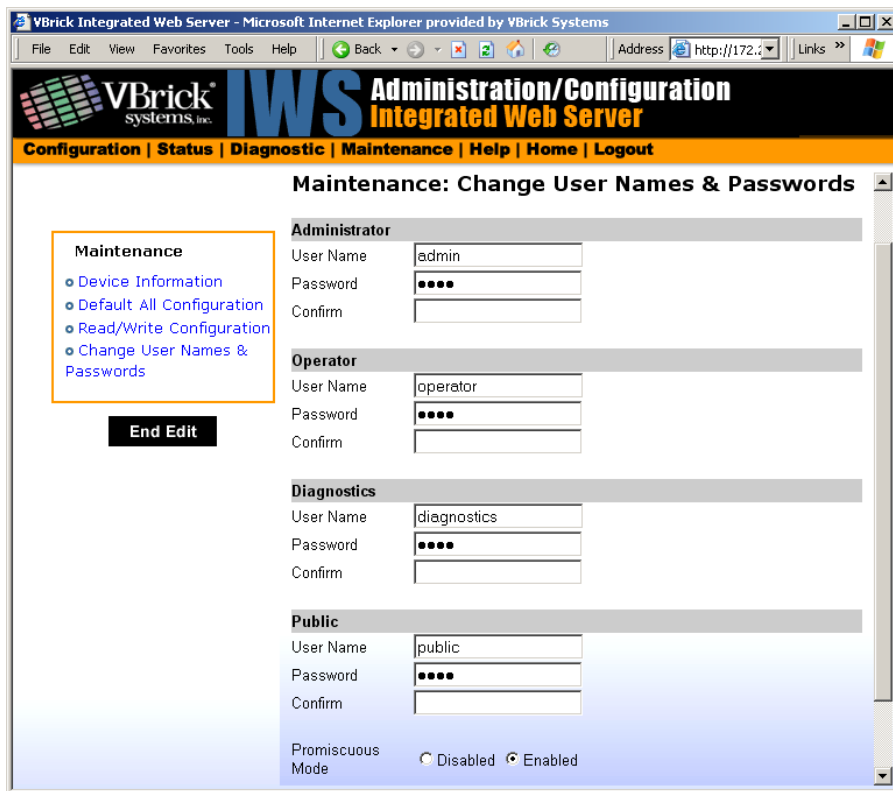 VBrick Integrated Web Server - Microsoft Internet Explorer provided by VBrick Systems
File Edit View Favorites Tools Help Back Address http://172.2 Links »
VBrick systems, inc.
IWS
Administration/Configuration
Integrated Web Server
Configuration | Status | Diagnostic | Maintenance | Help | Home | Logout
Maintenance: Change User Names & Passwords
Maintenance
Device Information
Default All Configuration
Read/Write Configuration
Change User Names &
Passwords
End Edit
Administrator
User Name admin
Password ••••
Confirm
Operator
User Name operator
Password ••••
Confirm
Diagnostics
User Name diagnostics
Password ••••
Confirm
Public
User Name public
Password ••••
Confirm
Promiscuous
Mode
Disabled Enabled